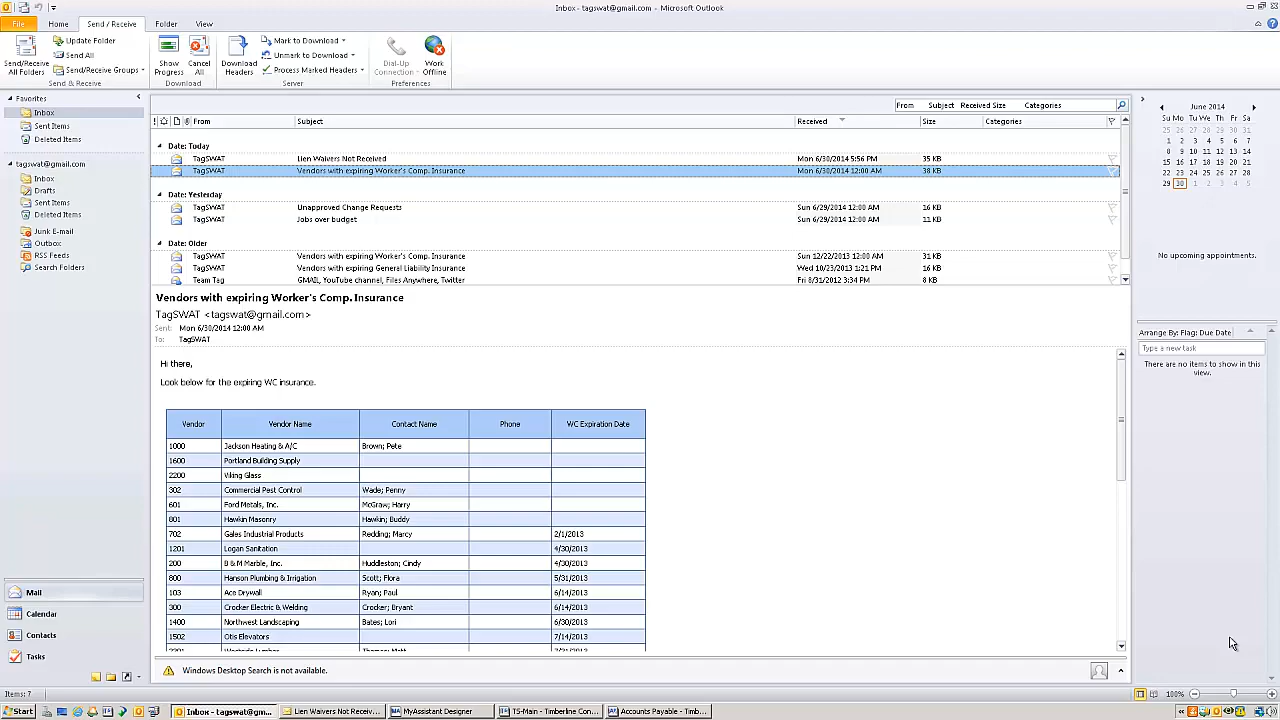 Inbox - tagswat@gmail.com - Microsoft Outlook
File Home Send / Receive Folder View
Send/Receive All Folders
Update Folder
Send All
Send/Receive Groups
Send & Receive
Show Progress
Cancel All
Download
Download Headers
Mark to Download
Unmark to Download
Process Marked Headers
Server
Dial-Up Connection
Work Offline
Preferences
Favorites
Inbox
Sent Items
Deleted Items
tagswat@gmail.com
Inbox
Drafts
Sent Items
Deleted Items
Junk E-mail
Outbox
RSS Feeds
Search Folders
Mail
Calendar
Contacts
Tasks
From Subject Received Size Categories
From Subject Received Size Categories
Date: Today
TagSWAT Lien Waivers Not Received Mon 6/30/2014 5:56 PM 35 KB
TagSWAT Vendors with expiring Worker's Comp. Insurance Mon 6/30/2014 12:00 AM 38 KB
Date: Yesterday
TagSWAT Unapproved Change Requests Sun 6/29/2014 12:00 AM 16 KB
TagSWAT Jobs over budget Sun 6/29/2014 12:00 AM 11 KB
Date: Older
TagSWAT Vendors with expiring Worker's Comp. Insurance Sun 12/22/2013 12:00 AM 31 KB
TagSWAT Vendors with expiring General Liability Insurance Wed 10/23/2013 1:21 PM 16 KB
Team Tag GMAIL, YouTube channel, Files AnyWhere, Twitter Fri 8/31/2012 3:34 PM 8 KB
Vendors with expiring Worker's Comp. Insurance
TagSWAT <tagswat@gmail.com>
Sent: Mon 6/30/2014 12:00 AM
To: TagSWAT
Hi there,
Look below for the expiring WC insurance.
Vendor Vendor Name Contact Name Phone WC Expiration Date
1000 Jackson Heating & A/C Brown; Pete
1600 Portland Building Supply
2200 Viking Glass
302 Commercial Pest Control Wade; Penny
601 Ford Metals, Inc. McGraw; Harry
801 Hawkin Masonry Hawkin; Buddy
702 Gales Industrial Products Redding; Marcy 2/1/2013
1201 Logan Sanitation 4/30/2013
200 B & M Marble, Inc. Huddleston; Cindy 4/30/2013
800 Hanson Plumbing & Irrigation Scott; Flora 5/31/2013
103 Ace Drywall Ryan; Paul 6/14/2013
300 Crocker Electric & Welding Crocker; Bryant 6/14/2013
1400 Northwest Landscaping Bates; Lori 6/30/2013
1502 Otis Elevators 7/14/2013
Windows Desktop Search is not available.
June 2014
Su Mo Tu We Th Fr Sa
25 26 27 28 29 30 31
1 2 3 4 5 6 7
8 9 10 11 12 13 14
15 16 17 18 19 20 21
22 23 24 25 26 27 28
29 30 1 2 3 4 5
No upcoming appointments.
Arrange By: Flag: Due Date
Type a new task
There are no items to show in this view.
Items: 7
100%
Start
Inbox - tagswat@gm...
Lien Waivers Not Receiv...
MyAssistant Designer
TS-Main - Timberline Con...
Accounts Payable - Timb...